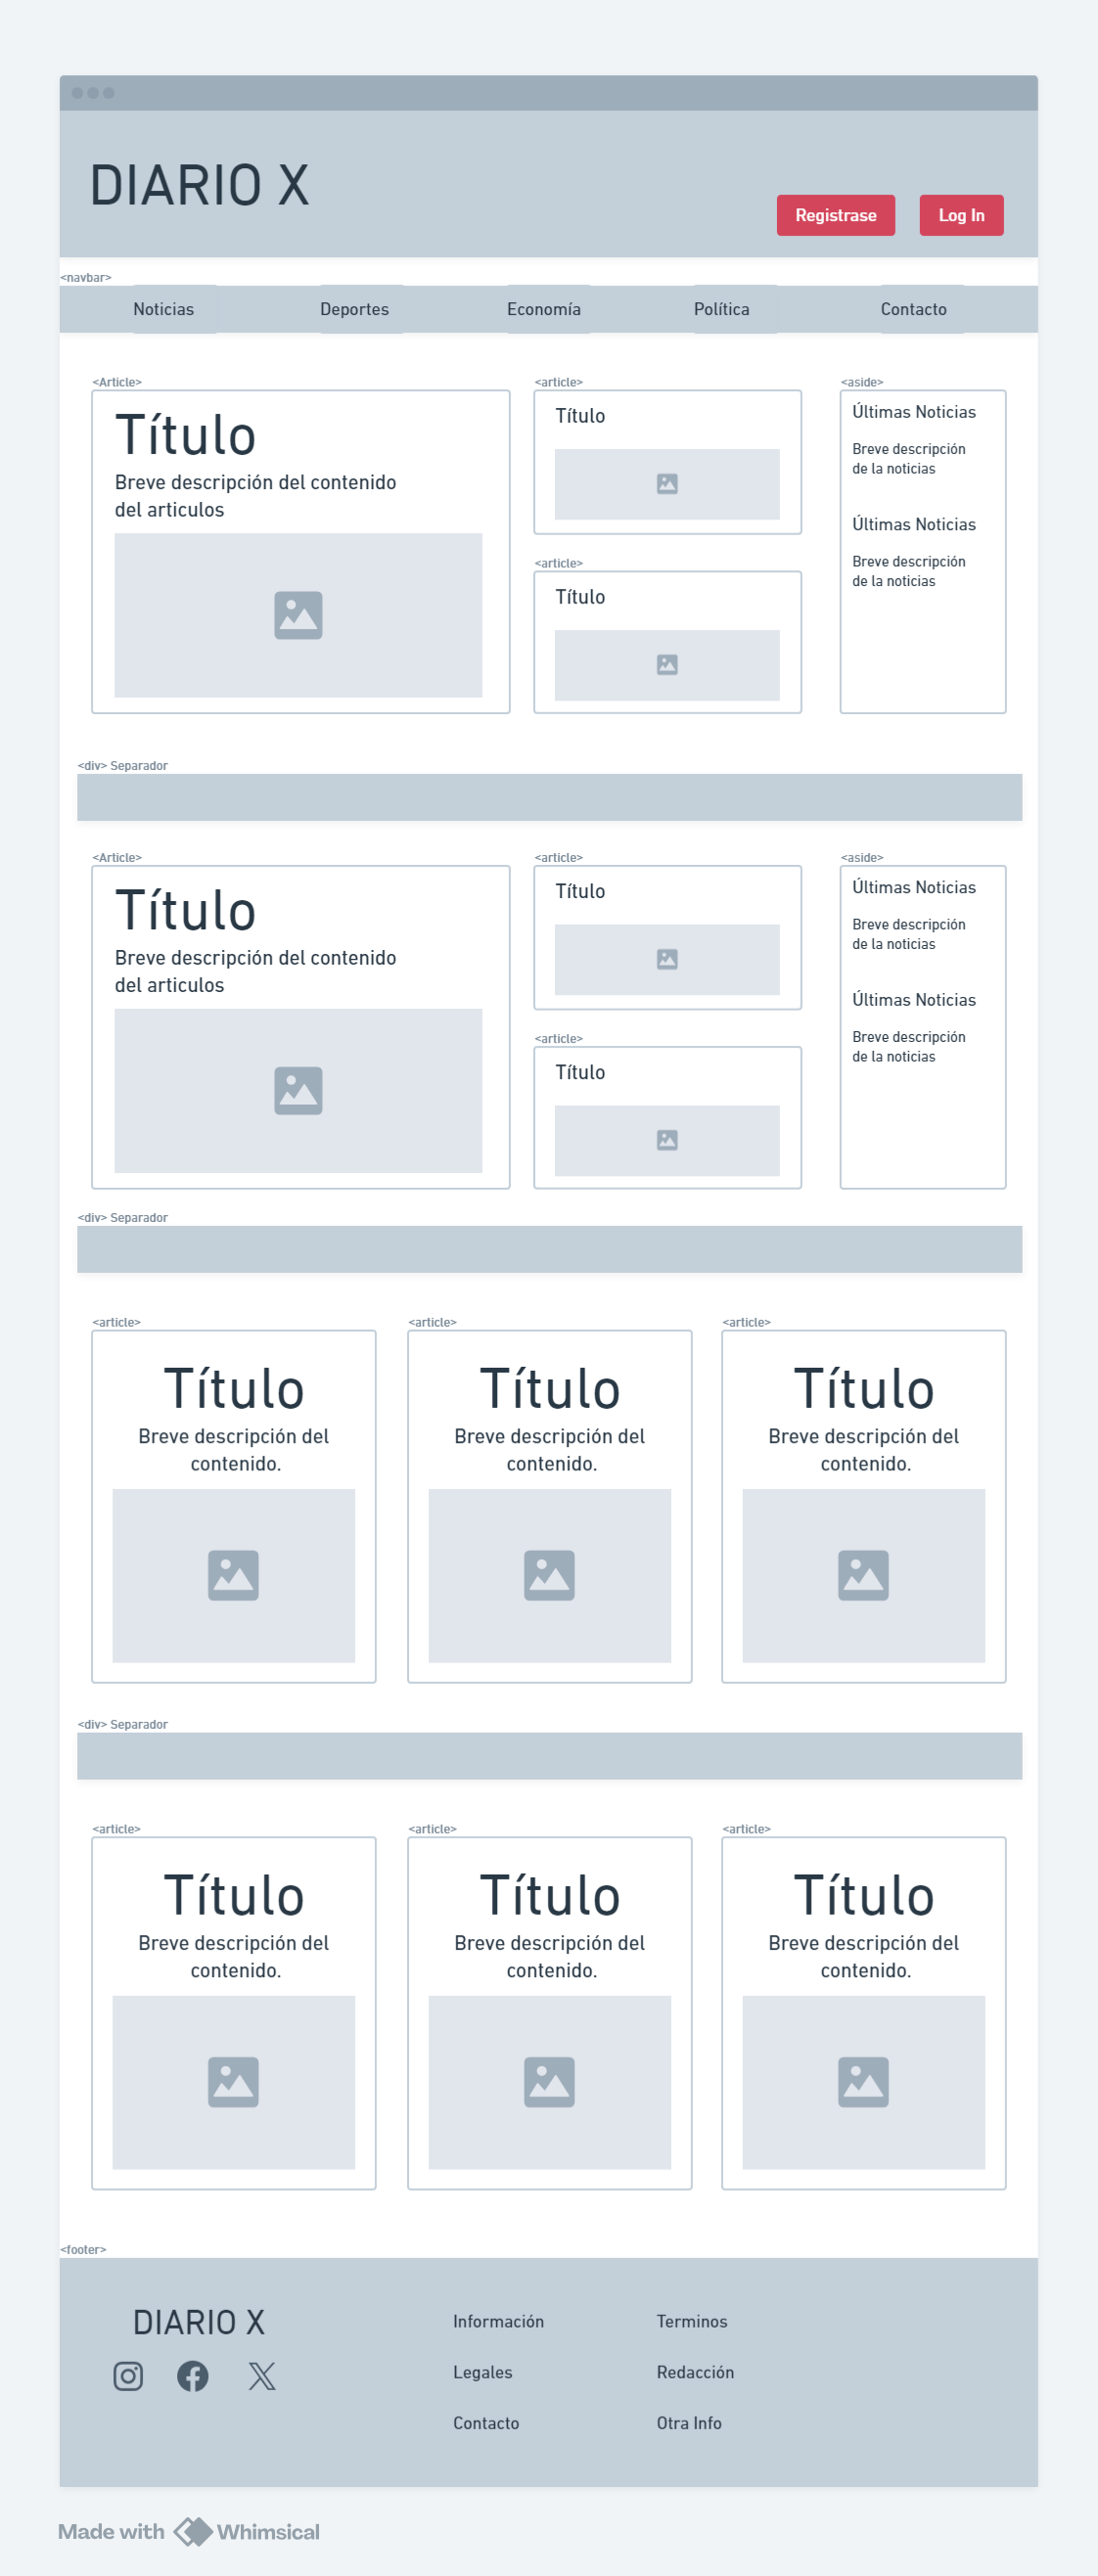 DIARIO X
Registrase
Log In
<navbar>
Noticias
Deportes
Economía
Política
Contacto
<Article>
Título
Breve descripción del contenido
del articulos
<article>
Título
<article>
Título
<aside>
Últimas Noticias
Breve descripción
de la noticias
Últimas Noticias
Breve descripción
de la noticias
<div> Separador
<Article>
Título
Breve descripción del contenido
del articulos
<article>
Título
<article>
Título
<aside>
Últimas Noticias
Breve descripción
de la noticias
Últimas Noticias
Breve descripción
de la noticias
<div> Separador
<article>
Título
Breve descripción del
contenido.
<article>
Título
Breve descripción del
contenido.
<article>
Título
Breve descripción del
contenido.
<div> Separador
<article>
Título
Breve descripción del
contenido.
<article>
Título
Breve descripción del
contenido.
<article>
Título
Breve descripción del
contenido.
<footer>
DIARIO X
Información
Legales
Contacto
Terminos
Redacción
Otra Info
Made with Whimsical